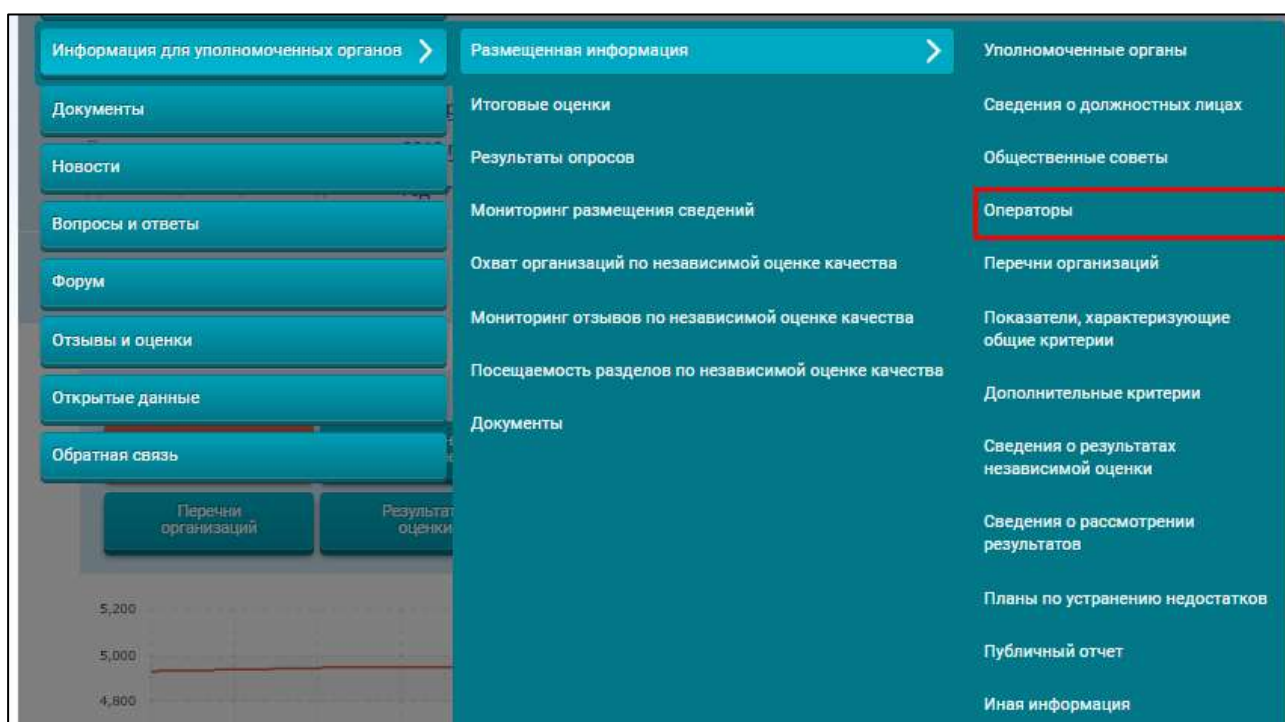 Информация для уполномоченных органов
Документы
Новости
Вопросы и ответы
Форум
Отзывы и оценки
Открытые данные
Обратная связь
Перечни
организаций
5,200
5,000
4,800
Размещенная информация
Итоговые оценки
Результаты опросов
Мониторинг размещения сведений
Охват организаций по независимой оценке качества
Мониторинг отзывов по независимой оценке качества
Посещаемость разделов по независимой оценке качества
Документы
Уполномоченные органы
Сведения о должностных лицах
Общественные советы
Операторы
Перечни организаций
Показатели, характеризующие
общие критерии
Дополнительные критерии
Сведения о результатах
независимой оценки
Сведения о рассмотрении
результатов
Планы по устранению недостатков
Публичный отчет
Иная информация